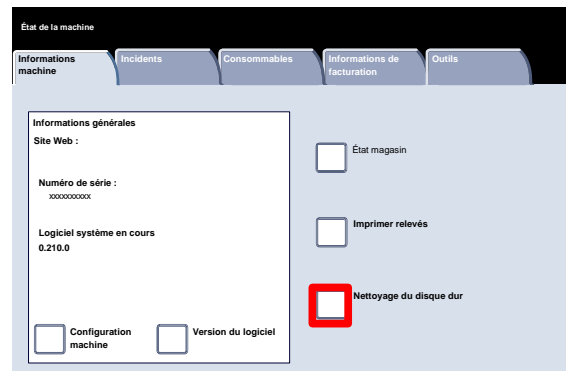 État de la machine
Informations
machine
Incidents
Consommables
Informations de
facturation
Outils
Informations générales
Site Web :
Numéro de série :
xxxxxxxxxx
Logiciel système en cours
0.210.0
Configuration
machine
Version du logiciel
État magasin
Imprimer relevés
Nettoyage du disque dur